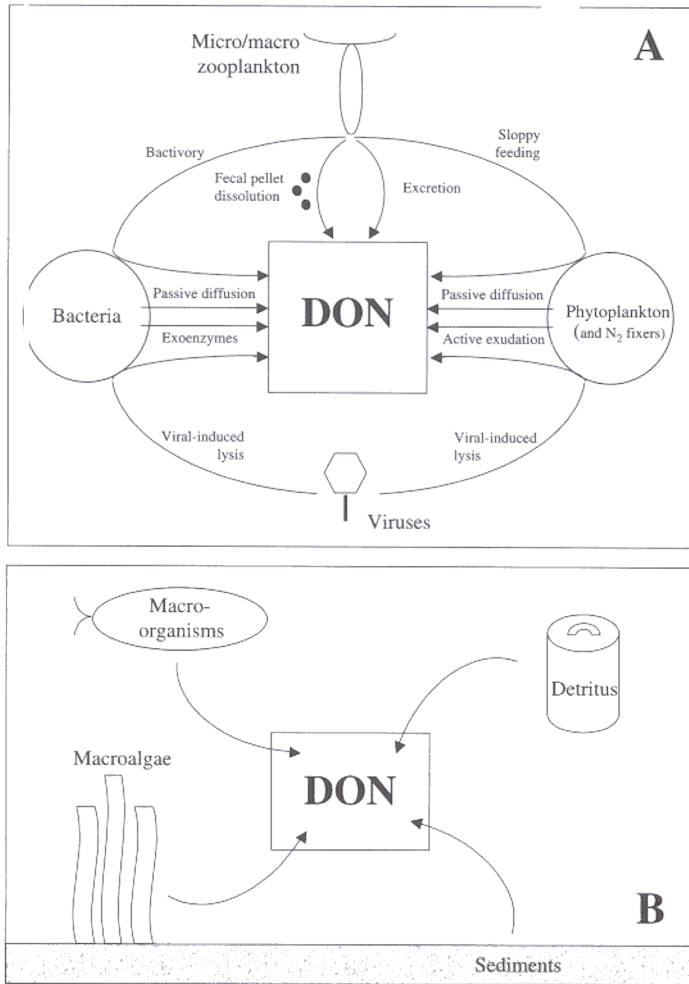 A
Micro/macro
zooplankton
Bactivory
Sloppy
feeding
Fecal pellet
dissolution
Excretion
Bacteria
Passive diffusion
Exoenzymes
DON
Passive diffusion
Active exudation
Phytoplankton
(and N₂ fixers)
Viral-induced
lysis
Viral-induced
lysis
Viruses
Macro-
organisms
Detritus
Macroalgae
DON
B
Sediments